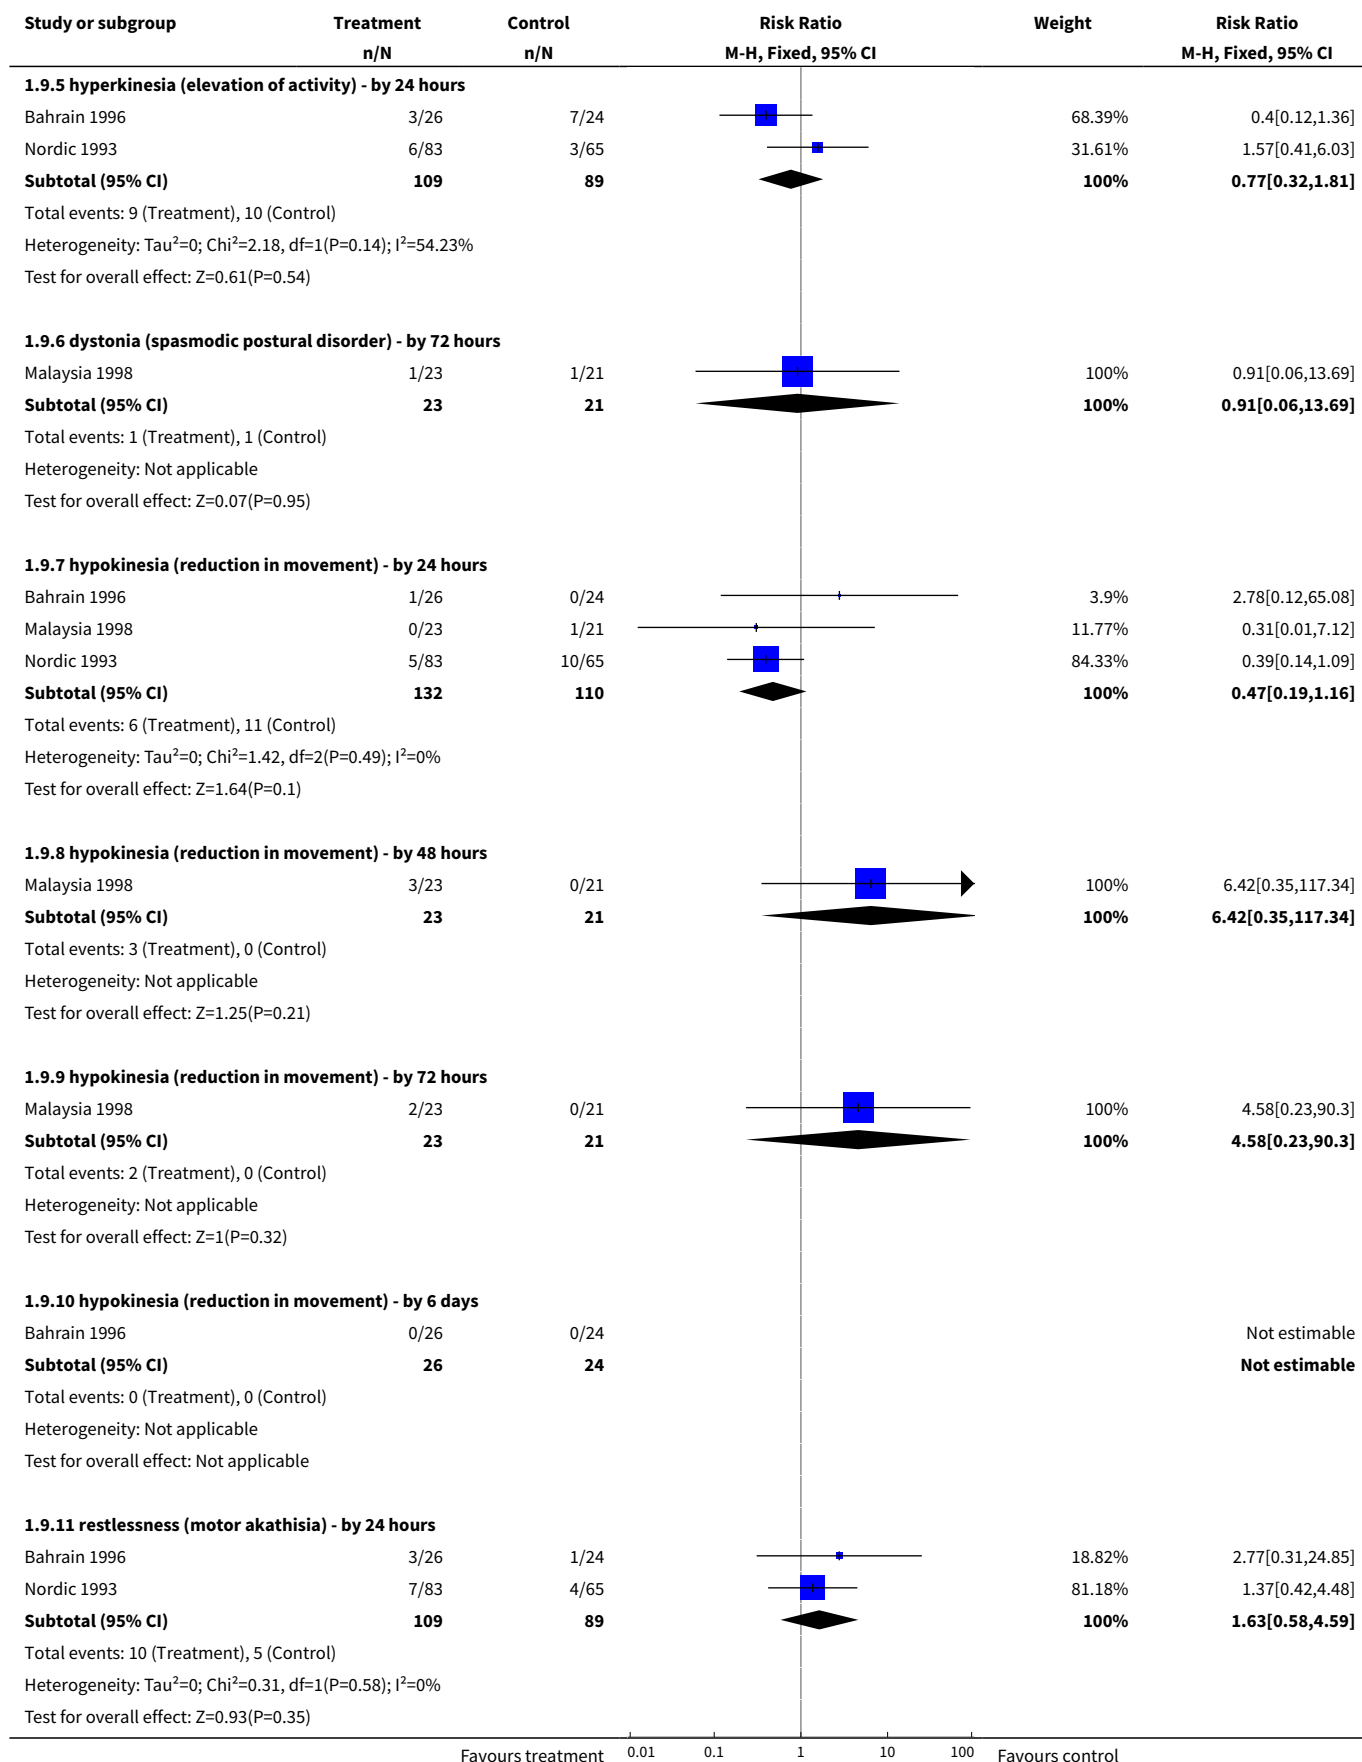 Study or subgroup Treatment Control Risk Ratio Weight Risk Ratio
n/N n/N M-H, Fixed, 95% CI M-H, Fixed, 95% CI
1.9.5 hyperkinesia (elevation of activity) - by 24 hours
Bahrain 1996 3/26 7/24 68.39% 0.4[0.12,1.36]
Nordic 1993 6/83 3/65 31.61% 1.57[0.41,6.03]
Subtotal (95% CI) 109 89 100% 0.77[0.32,1.81]
Total events: 9 (Treatment), 10 (Control)
Heterogeneity: Tau²=0; Chi²=2.18, df=1(P=0.14); I²=54.23%
Test for overall effect: Z=0.61(P=0.54)
1.9.6 dystonia (spasmodic postural disorder) - by 72 hours
Malaysia 1998 1/23 1/21 100% 0.91[0.06,13.69]
Subtotal (95% CI) 23 21 100% 0.91[0.06,13.69]
Total events: 1 (Treatment), 1 (Control)
Heterogeneity: Not applicable
Test for overall effect: Z=0.07(P=0.95)
1.9.7 hypokinesia (reduction in movement) - by 24 hours
Bahrain 1996 1/26 0/24 3.9% 2.78[0.12,65.08]
Malaysia 1998 0/23 1/21 11.77% 0.31[0.01,7.12]
Nordic 1993 5/83 10/65 84.33% 0.39[0.14,1.09]
Subtotal (95% CI) 132 110 100% 0.47[0.19,1.16]
Total events: 6 (Treatment), 11 (Control)
Heterogeneity: Tau²=0; Chi²=1.42, df=2(P=0.49); I²=0%
Test for overall effect: Z=1.64(P=0.1)
1.9.8 hypokinesia (reduction in movement) - by 48 hours
Malaysia 1998 3/23 0/21 100% 6.42[0.35,117.34]
Subtotal (95% CI) 23 21 100% 6.42[0.35,117.34]
Total events: 3 (Treatment), 0 (Control)
Heterogeneity: Not applicable
Test for overall effect: Z=1.25(P=0.21)
1.9.9 hypokinesia (reduction in movement) - by 72 hours
Malaysia 1998 2/23 0/21 100% 4.58[0.23,90.3]
Subtotal (95% CI) 23 21 100% 4.58[0.23,90.3]
Total events: 2 (Treatment), 0 (Control)
Heterogeneity: Not applicable
Test for overall effect: Z=1(P=0.32)
1.9.10 hypokinesia (reduction in movement) - by 6 days
Bahrain 1996 0/26 0/24 Not estimable
Subtotal (95% CI) 26 24 Not estimable
Total events: 0 (Treatment), 0 (Control)
Heterogeneity: Not applicable
Test for overall effect: Not applicable
1.9.11 restlessness (motor akathisia) - by 24 hours
Bahrain 1996 3/26 1/24 18.82% 2.77[0.31,24.85]
Nordic 1993 7/83 4/65 81.18% 1.37[0.42,4.48]
Subtotal (95% CI) 109 89 100% 1.63[0.58,4.59]
Total events: 10 (Treatment), 5 (Control)
Heterogeneity: Tau²=0; Chi²=0.31, df=1(P=0.58); I²=0%
Test for overall effect: Z=0.93(P=0.35)
Favours treatment 0.01 0.1 1 10 100 Favours control